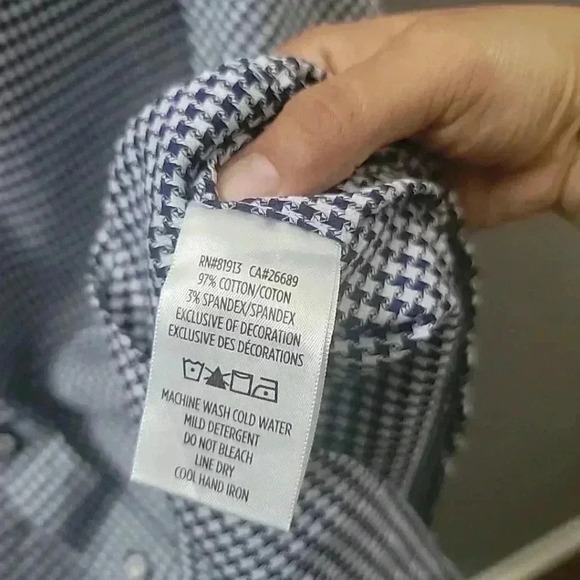 RN#81913 CA#26689
97% COTTON/COTON
3% SPANDEX/SPANDEX
EXCLUSIVE OF DECORATION
EXCLUSIVE DES DÉCORATIONS
MACHINE WASH COLD WATER
MILD DETERGENT
DO NOT BLEACH
LINE DRY
COOL HAND IRON